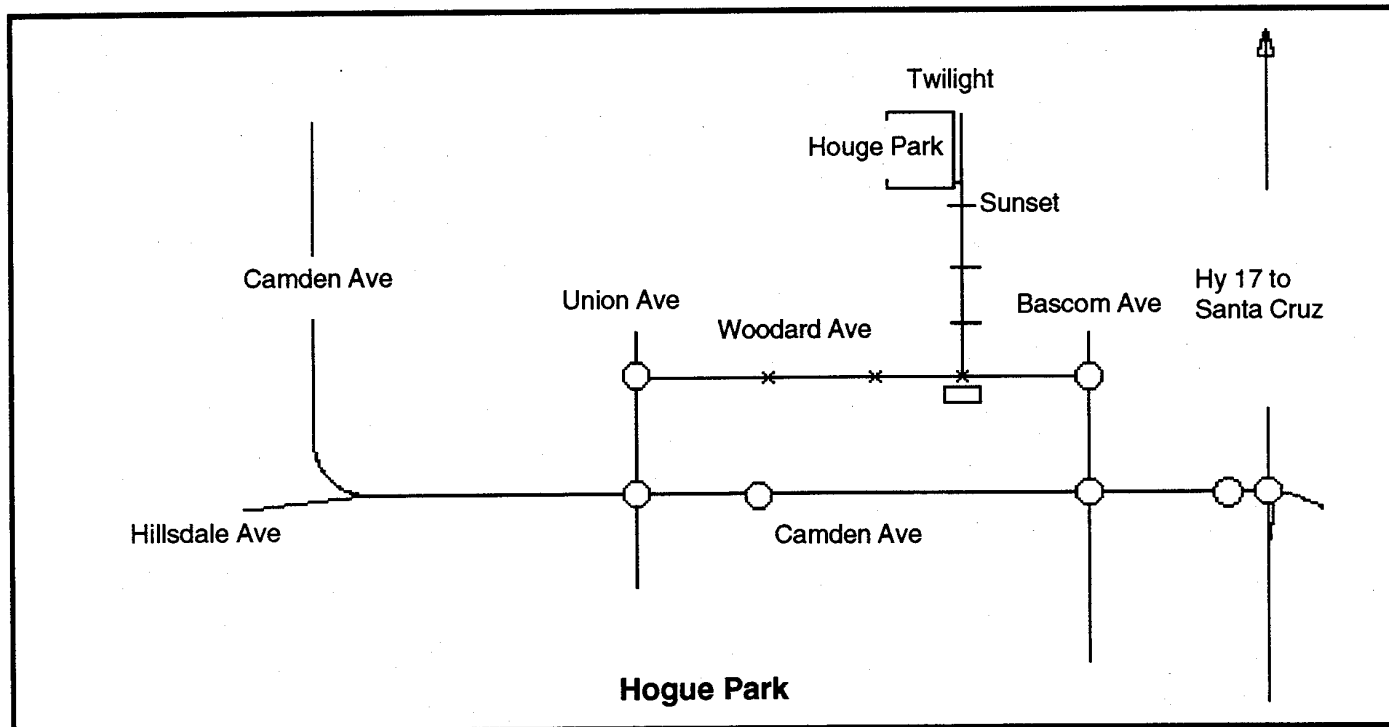 Twilight
Houge Park
Sunset
Camden Ave
Hy 17 to
Santa Cruz
Union Ave
Bascom Ave
Woodard Ave
Hillsdale Ave
Camden Ave
Hogue Park